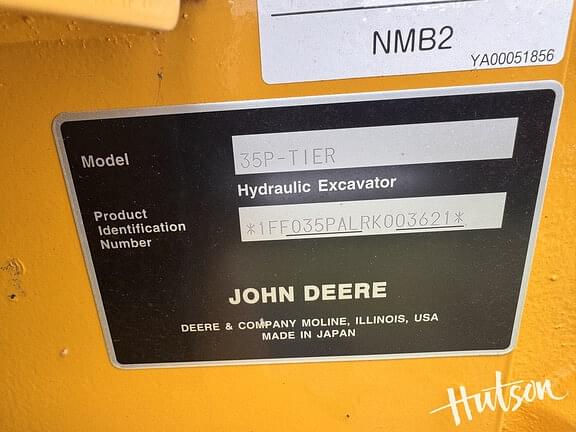 NMB2
YA00051856
Model 35P-TIER
Hydraulic Excavator
Product
Identification
Number
*1FF035PALRK003621*
JOHN DEERE
DEERE & COMPANY MOLINE, ILLINOIS, USA
MADE IN JAPAN
Hutson